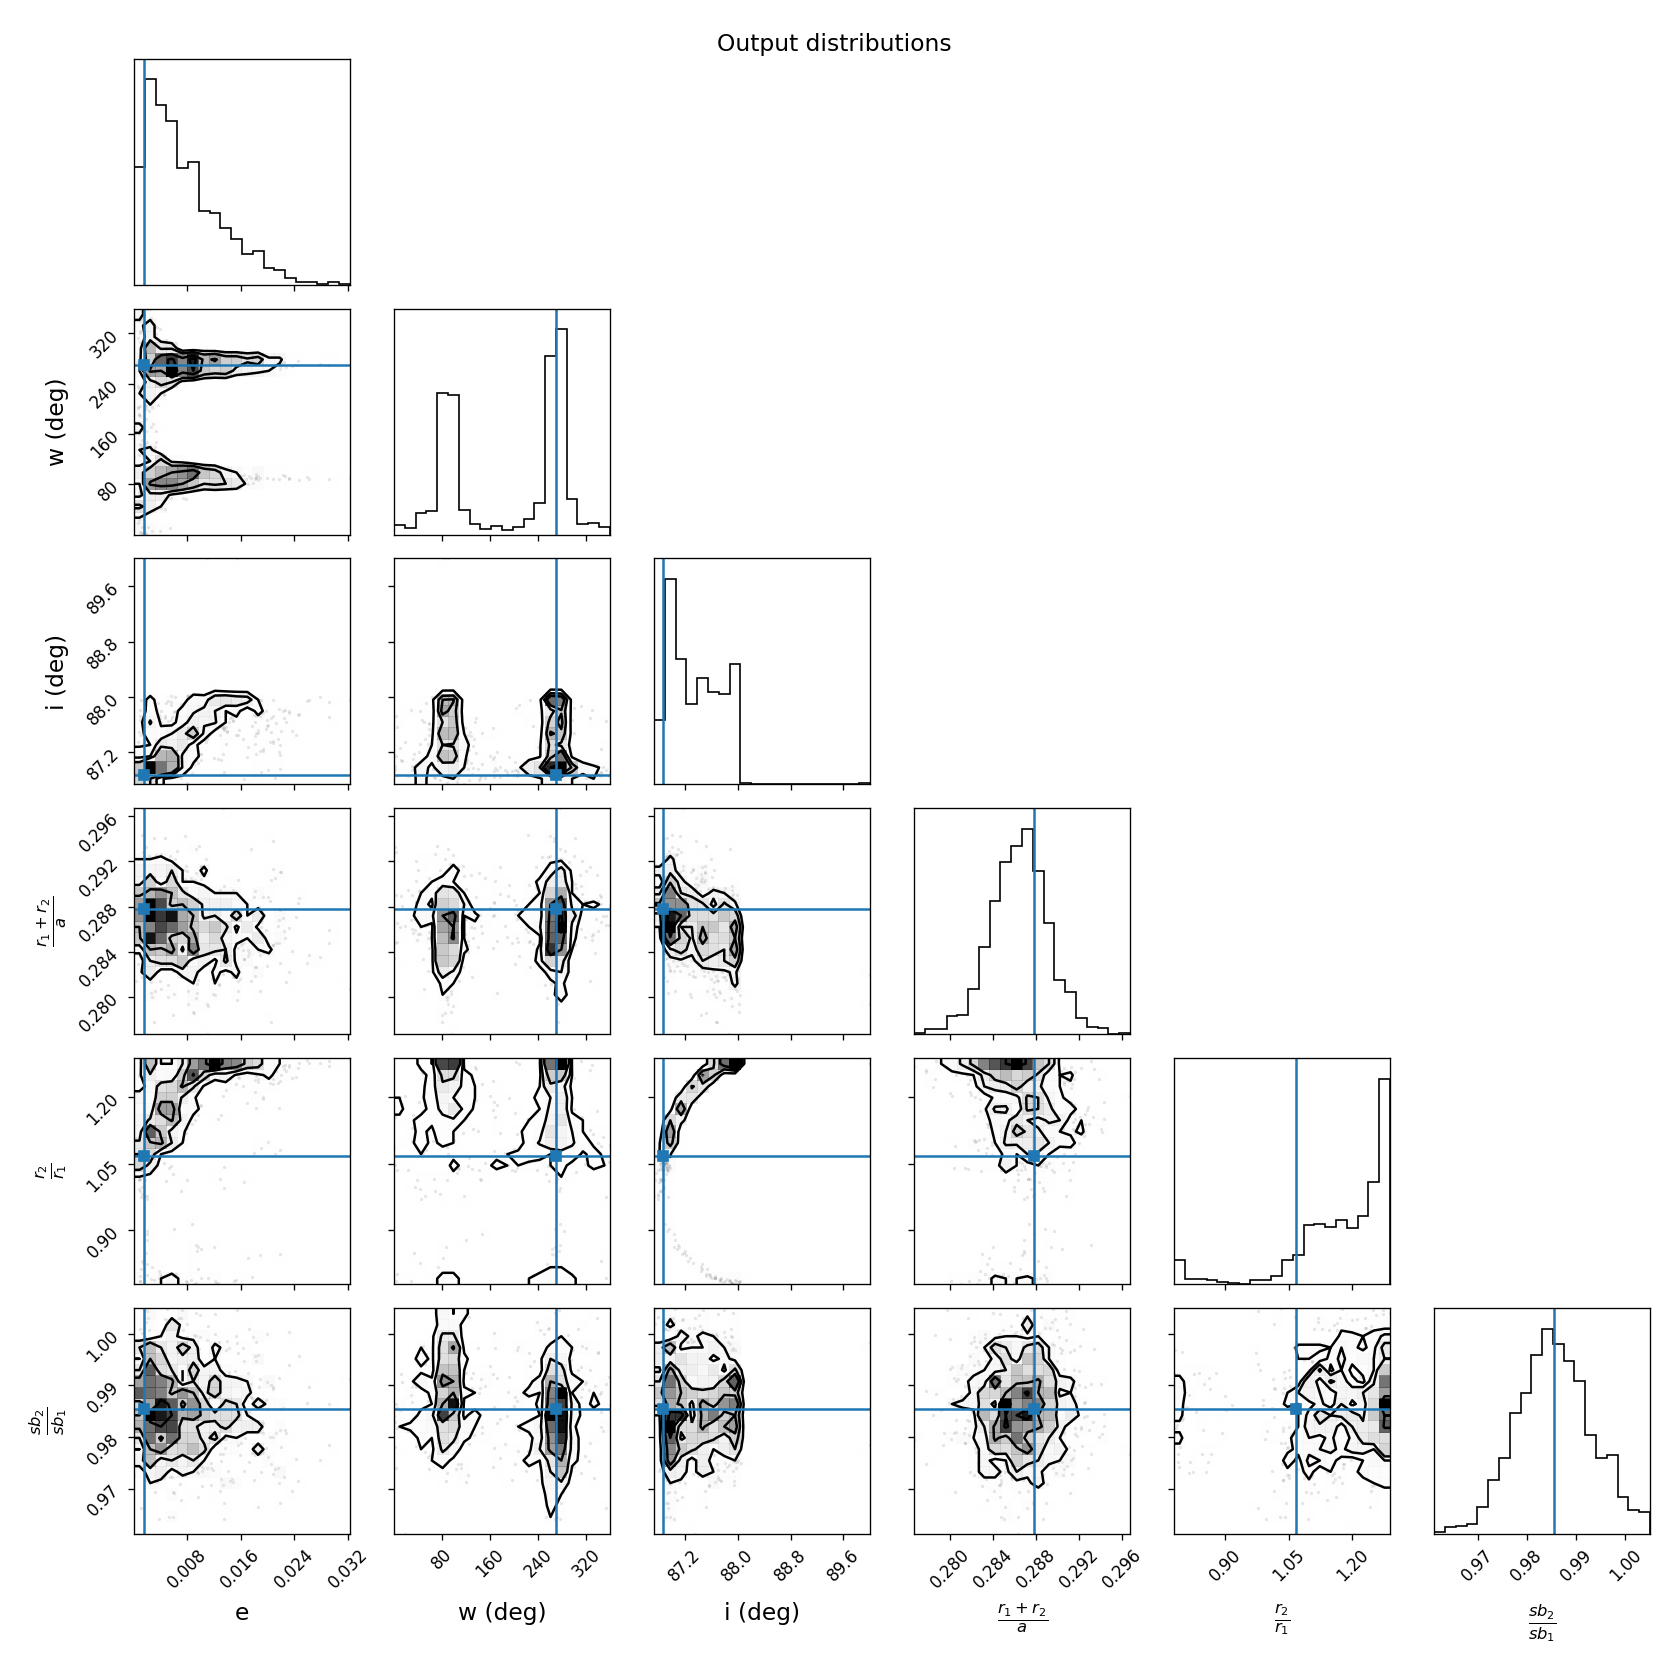 Output distributions
w (deg)
320
240
160
80
i (deg)
89.6
88.8
88.0
87.2
r1 + r2
a
0.296
0.292
0.288
0.284
0.280
r2
r1
1.20
1.05
0.90
sb2
sb1
1.00
0.99
0.98
0.97
0.008 0.016 0.024 0.032
80 160 240 320
87.2 88.0 88.8 89.6
0.280 0.284 0.288 0.292 0.296
0.90 1.05 1.20
0.97 0.98 0.99 1.00
e
w (deg)
i (deg)
r1 + r2
a
r2
r1
sb2
sb1